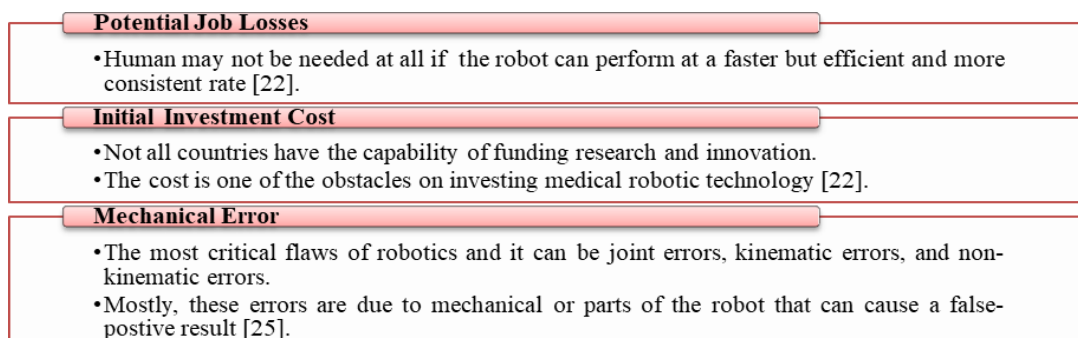 Potential Job Losses
•Human may not be needed at all if the robot can perform at a faster but efficient and more
consistent rate [22].
Initial Investment Cost
•Not all countries have the capability of funding research and innovation.
•The cost is one of the obstacles on investing medical robotic technology [22].
Mechanical Error
•The most critical flaws of robotics and it can be joint errors, kinematic errors, and non-
kinematic errors.
•Mostly, these errors are due to mechanical or parts of the robot that can cause a false-
postive result [25].